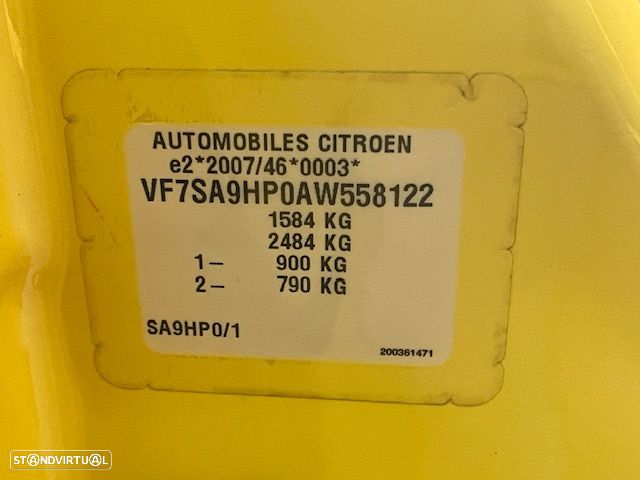 AUTOMOBILES CITROEN
e2*2007/46*0003*
VF7SA9HP0AW558122
1584 KG
2484 KG
1– 900 KG
2– 790 KG
SA9HP0/1
200361471
STANDVIRTUAL